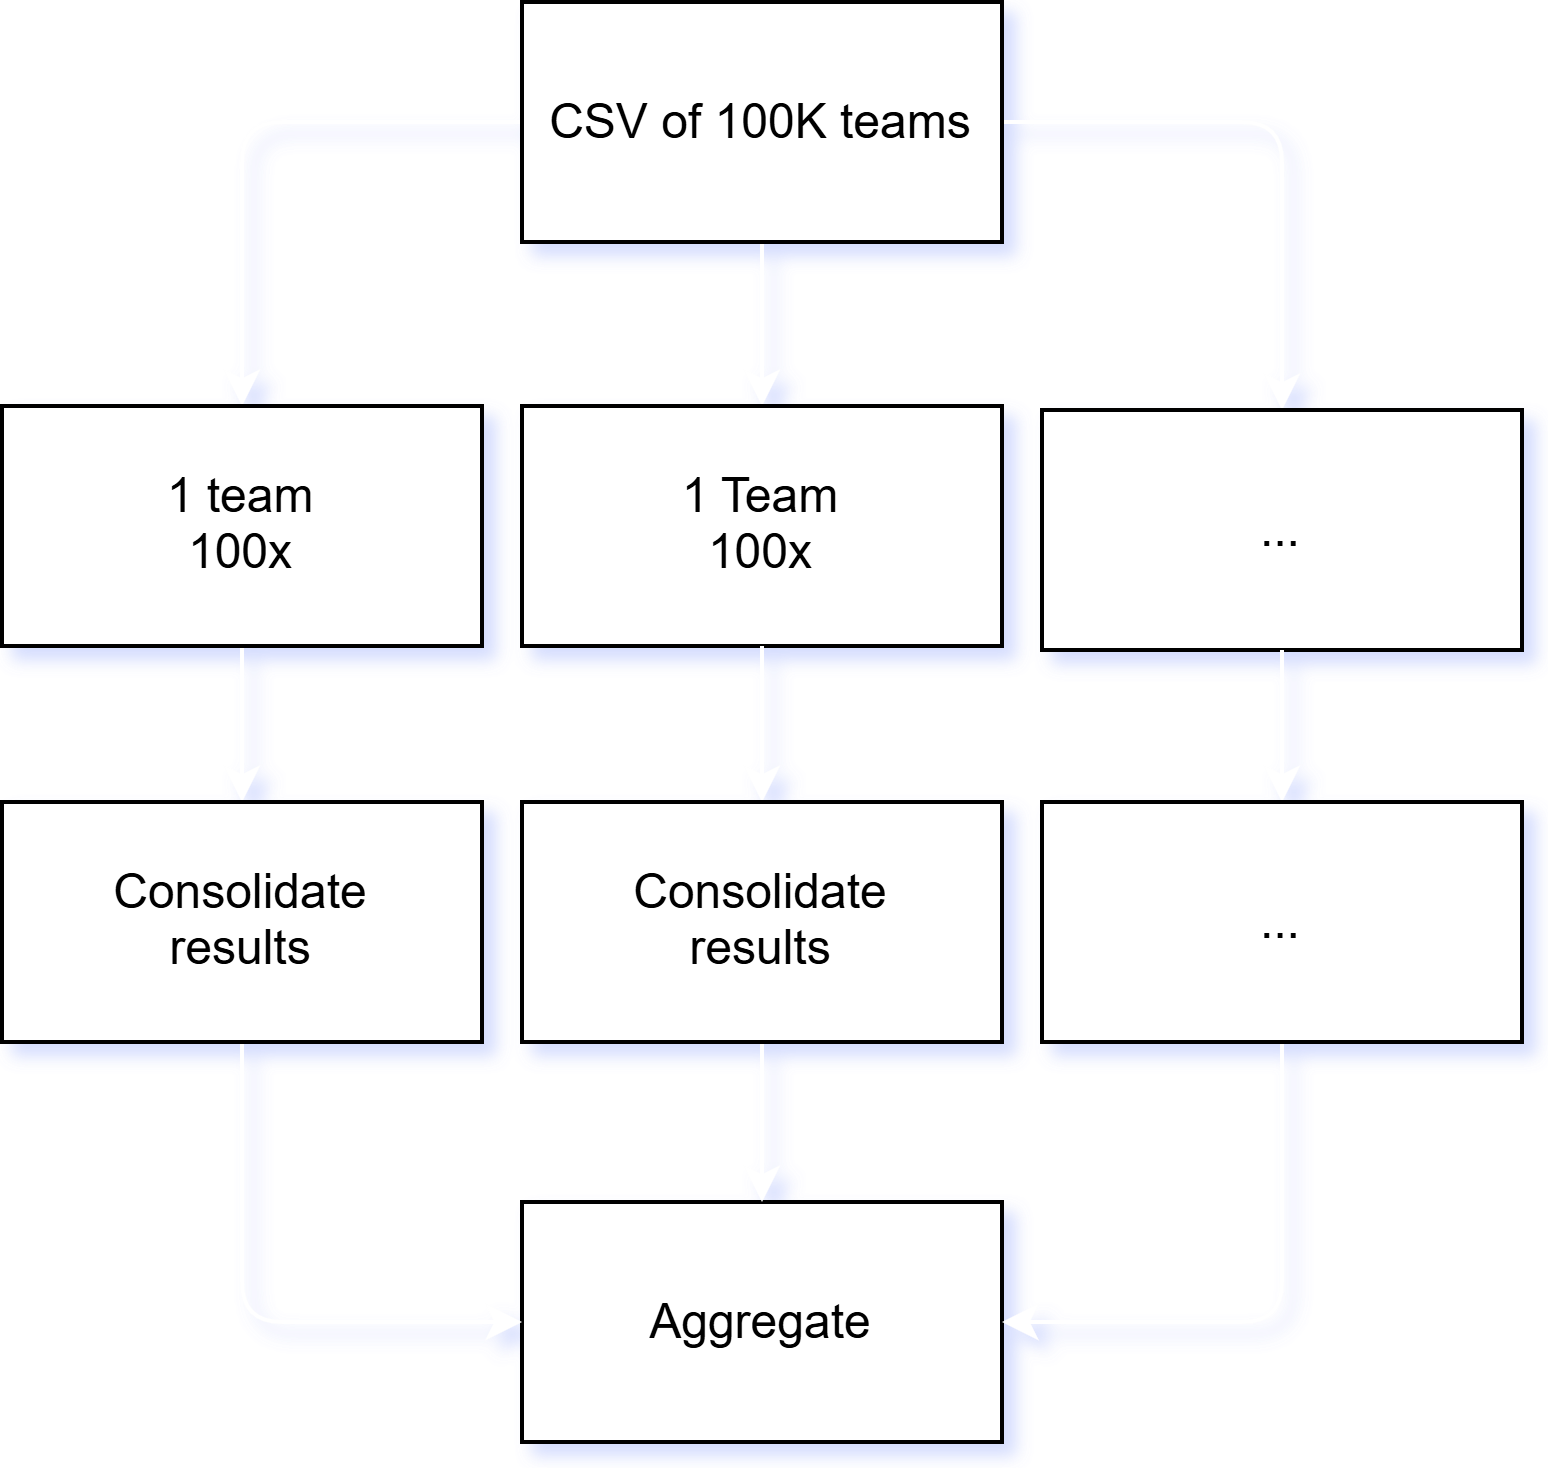 CSV of 100K teams
1 team
100x
1 Team
100x
...
Consolidate
results
Consolidate
results
...
Aggregate